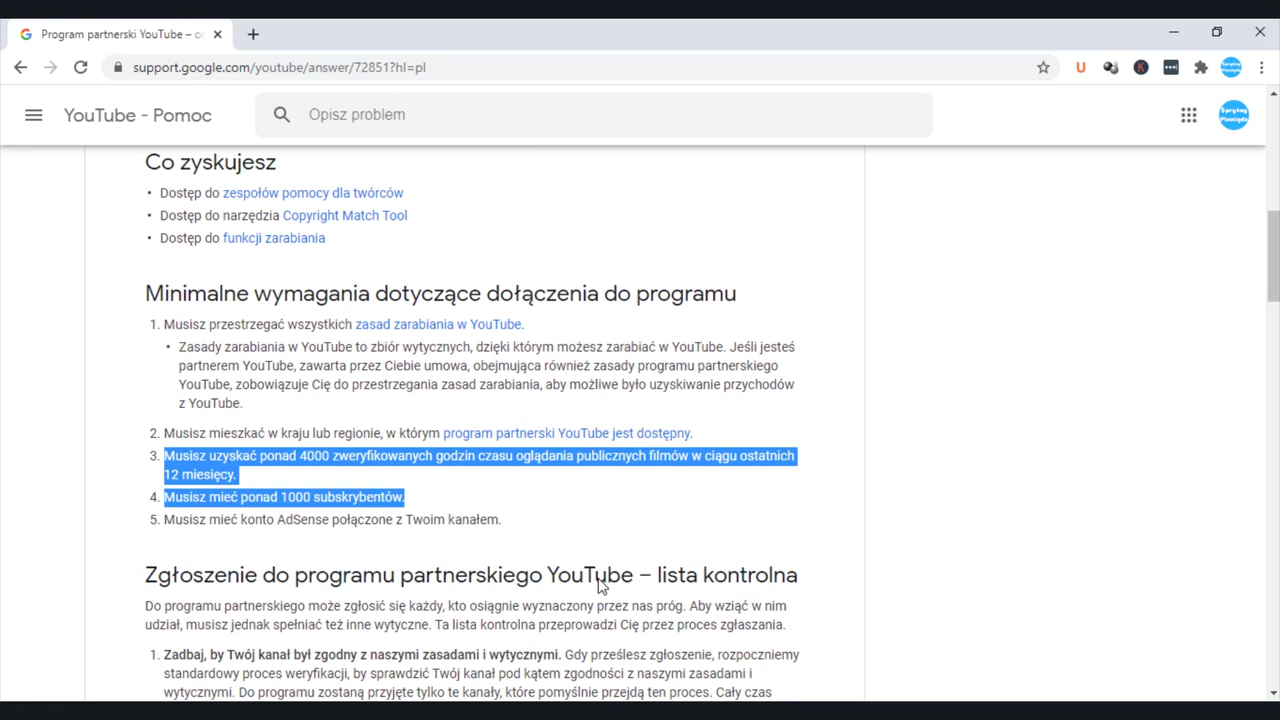 Program partnerski YouTube – o
support.google.com/youtube/answer/72851?hl=pl
YouTube - Pomoc
Opisz problem
Sprytny
Pieniądz
Co zyskujesz
• Dostęp do zespołów pomocy dla twórców
• Dostęp do narzędzia Copyright Match Tool
• Dostęp do funkcji zarabiania
Minimalne wymagania dotyczące dołączenia do programu
1. Musisz przestrzegać wszystkich zasad zarabiania w YouTube.
• Zasady zarabiania w YouTube to zbiór wytycznych, dzięki którym możesz zarabiać w YouTube. Jeśli jesteś
partnerem YouTube, zawarta przez Ciebie umowa, obejmująca również zasady programu partnerskiego
YouTube, zobowiązuje Cię do przestrzegania zasad zarabiania, aby możliwe było uzyskiwanie przychodów
z YouTube.
2. Musisz mieszkać w kraju lub regionie, w którym program partnerski YouTube jest dostępny.
3. Musisz uzyskać ponad 4000 zweryfikowanych godzin czasu oglądania publicznych filmów w ciągu ostatnich
12 miesięcy.
4. Musisz mieć ponad 1000 subskrybentów.
5. Musisz mieć konto AdSense połączone z Twoim kanałem.
Zgłoszenie do programu partnerskiego YouTube – lista kontrolna
Do programu partnerskiego może zgłosić się każdy, kto osiągnie wyznaczony przez nas próg. Aby wziąć w nim
udział, musisz jednak spełniać też inne wytyczne. Ta lista kontrolna przeprowadzi Cię przez proces zgłaszania.
1. Zadbaj, by Twój kanał był zgodny z naszymi zasadami i wytycznymi. Gdy prześlesz zgłoszenie, rozpoczniemy
standardowy proces weryfikacji, by sprawdzić Twój kanał pod kątem zgodności z naszymi zasadami i
wytycznymi. Do programu zostaną przyjęte tylko te kanały, które pomyślnie przejdą ten proces. Cały czas